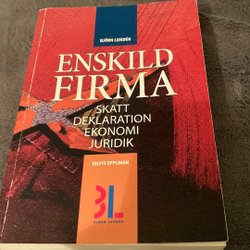 BJÖRN LUNDÉN
ENSKILD
FIRMA
SKATT
DEKLARATION
EKONOMI
JURIDIK
TOLFTE UPPLAGAN
BL
BJÖRN LUNDÉN